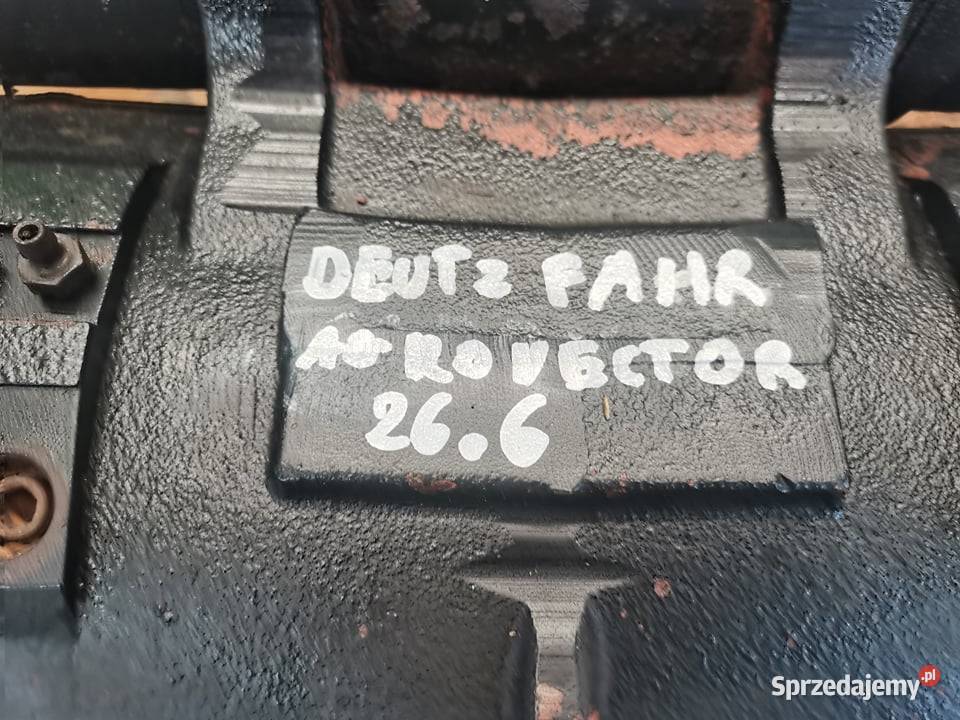 DEUTZ FAHR
AGROVECTOR
26.6
Sprzedajemy.pl